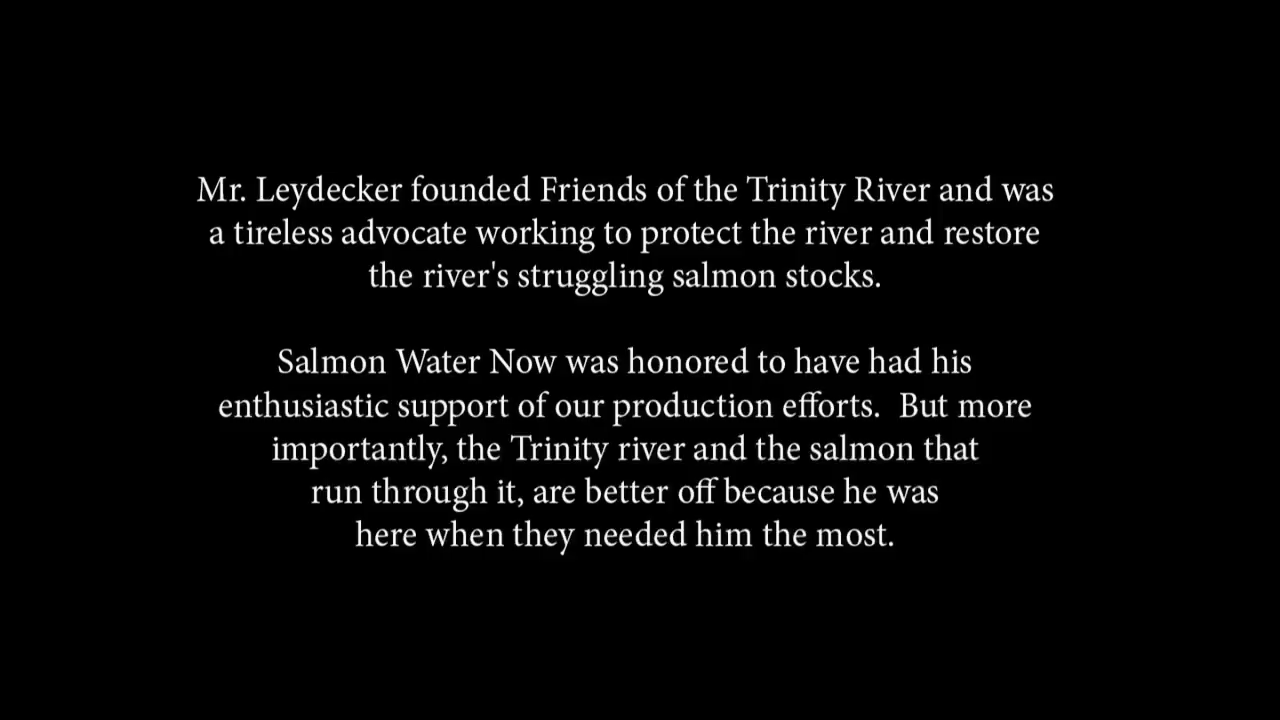 Mr. Leydecker founded Friends of the Trinity River and was
a tireless advocate working to protect the river and restore
the river's struggling salmon stocks.
Salmon Water Now was honored to have had his
enthusiastic support of our production efforts.  But more
importantly, the Trinity river and the salmon that
run through it, are better off because he was
here when they needed him the most.